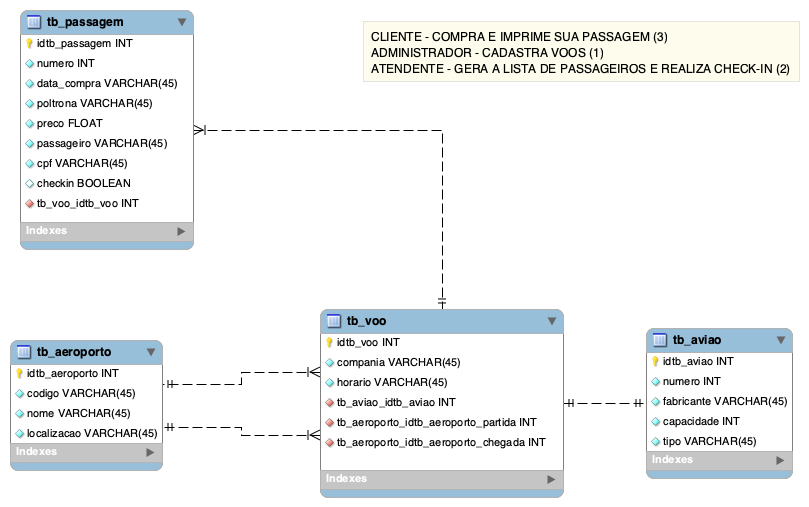 tb_passagem
idtb_passagem INT
numero INT
data_compra VARCHAR(45)
poltrona VARCHAR(45)
preco FLOAT
passageiro VARCHAR(45)
cpf VARCHAR(45)
checkin BOOLEAN
tb_voo_idtb_voo INT
Indexes
CLIENTE - COMPRA E IMPRIME SUA PASSAGEM (3)
ADMINISTRADOR - CADASTRA VOOS (1)
ATENDENTE - GERA A LISTA DE PASSAGEIROS E REALIZA CHECK-IN (2)
tb_aeroporto
idtb_aeroporto INT
codigo VARCHAR(45)
nome VARCHAR(45)
localizacao VARCHAR(45)
Indexes
tb_voo
idtb_voo INT
compania VARCHAR(45)
horario VARCHAR(45)
tb_aviao_idtb_aviao INT
tb_aeroporto_idtb_aeroporto_partida INT
tb_aeroporto_idtb_aeroporto_chegada INT
Indexes
tb_aviao
idtb_aviao INT
numero INT
fabricante VARCHAR(45)
capacidade INT
tipo VARCHAR(45)
Indexes